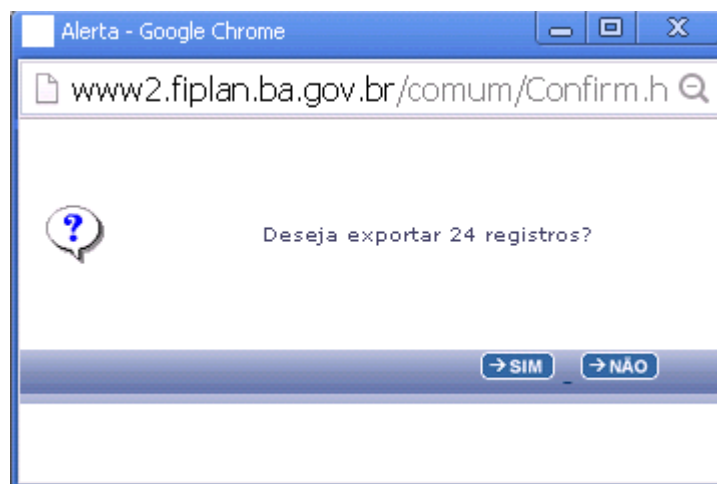 Alerta - Google Chrome
www2.fiplan.ba.gov.br/comum/Confirm.h
?
Deseja exportar 24 registros?
→SIM →NÃO